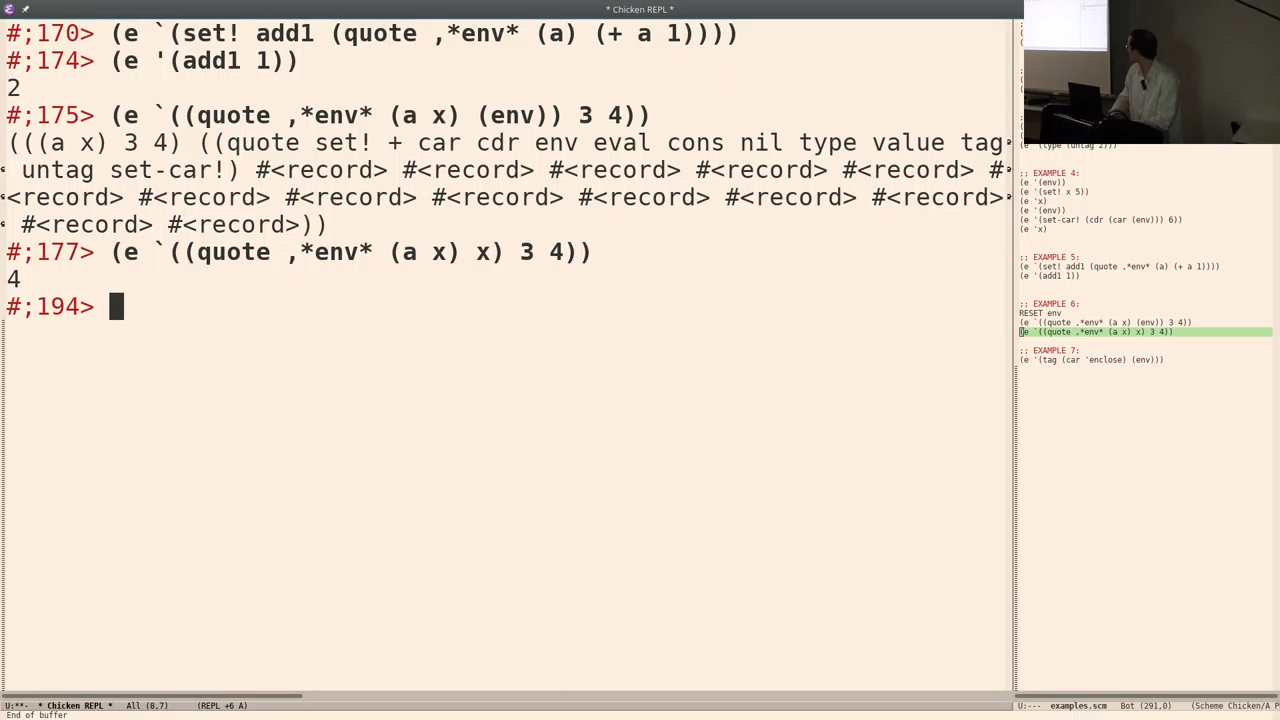 * Chicken REPL *
#;170> (e `(set! add1 (quote ,*env* (a) (+ a 1))))
#;174> (e '(add1 1))
2
#;175> (e `((quote ,*env* (a x) (env)) 3 4))
(((a x) 3 4) ((quote set! + car cdr env eval cons nil type value tag
untag set-car!) #<record> #<record> #<record> #<record> #<record> #
<record> #<record> #<record> #<record> #<record> #<record> #<record>
#<record> #<record>))
#;177> (e `((quote ,*env* (a x) x) 3 4))
4
#;194>
(e '(type (untag 2)))
;; EXAMPLE 4:
(e '(env))
(e '(set! x 5))
(e 'x)
(e '(env))
(e '(set-car! (cdr (car (env))) 6))
(e 'x)
;; EXAMPLE 5:
(e `(set! add1 (quote ,*env* (a) (+ a 1))))
(e '(add1 1))
;; EXAMPLE 6:
RESET env
(e `((quote ,*env* (a x) (env)) 3 4))
(e `((quote ,*env* (a x) x) 3 4))
;; EXAMPLE 7:
(e '(tag (car 'enclose) (env)))
U:**- * Chicken REPL * All (8,7) (REPL +6 A)
U:--- examples.scm Bot (291,0) (Scheme Chicken/A P
End of buffer